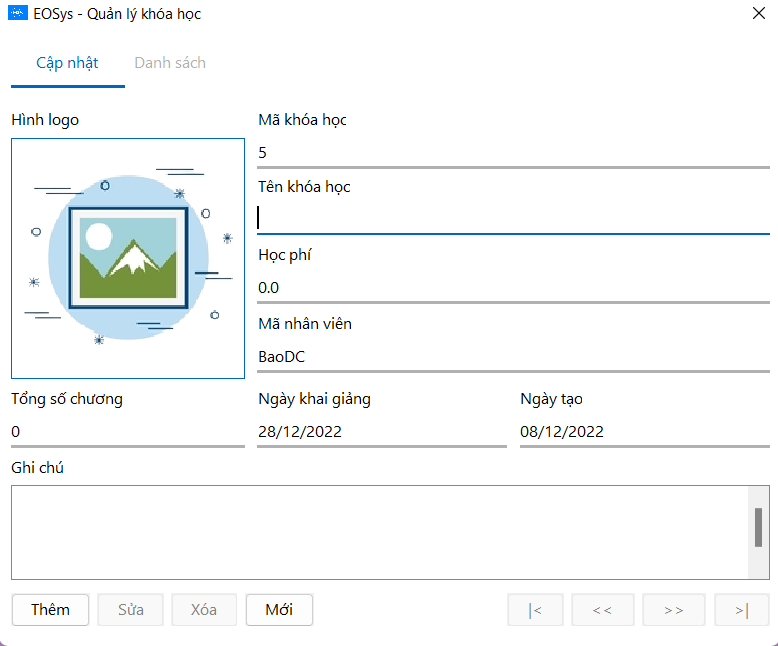 EOSys - Quản lý khóa học
Cập nhật Danh sách
Hình logo
Mã khóa học
5
Tên khóa học
Học phí
0.0
Mã nhân viên
BaoDC
Tổng số chương Ngày khai giảng Ngày tạo
0 28/12/2022 08/12/2022
Ghi chú
Thêm Sửa Xóa Mới |< << >> >|